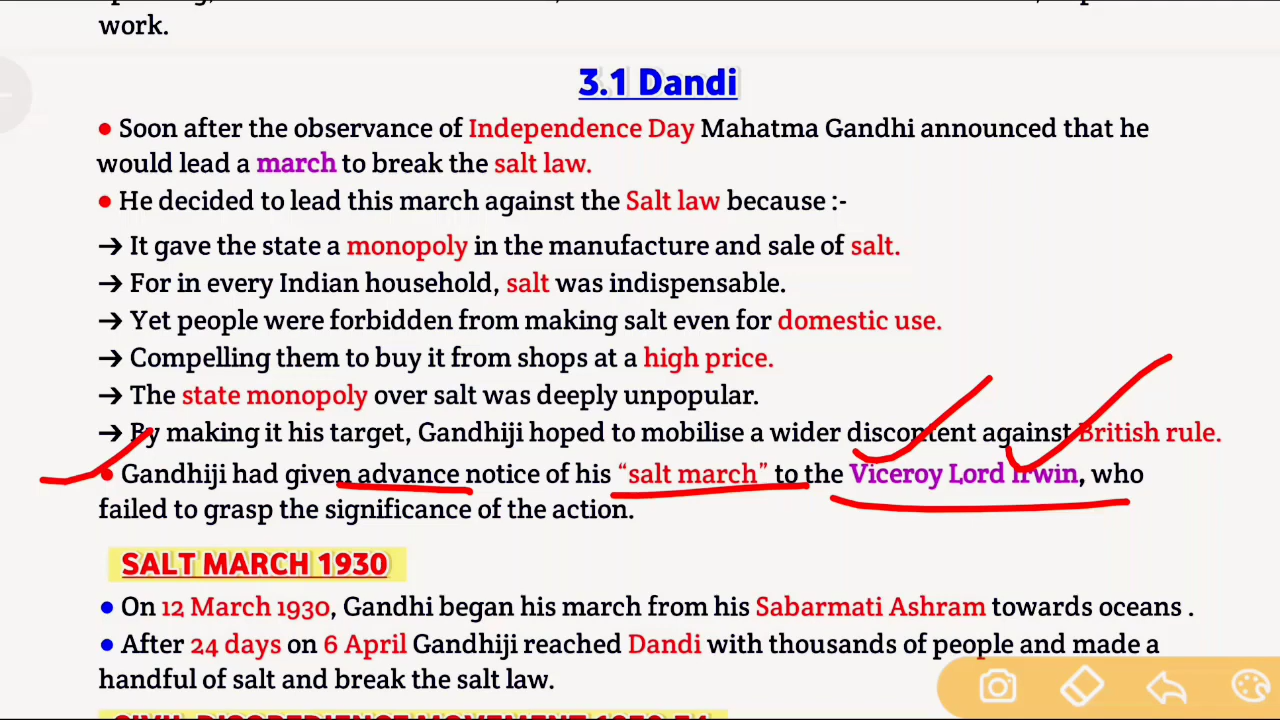 work.
3.1 Dandi
● Soon after the observance of Independence Day Mahatma Gandhi announced that he
would lead a march to break the salt law.
● He decided to lead this march against the Salt law because :-
→ It gave the state a monopoly in the manufacture and sale of salt.
→ For in every Indian household, salt was indispensable.
→ Yet people were forbidden from making salt even for domestic use.
→ Compelling them to buy it from shops at a high price.
→ The state monopoly over salt was deeply unpopular.
→ By making it his target, Gandhiji hoped to mobilise a wider discontent against British rule.
● Gandhiji had given advance notice of his “salt march” to the Viceroy Lord Irwin, who
failed to grasp the significance of the action.
SALT MARCH 1930
● On 12 March 1930, Gandhi began his march from his Sabarmati Ashram towards oceans .
● After 24 days on 6 April Gandhiji reached Dandi with thousands of people and made a
handful of salt and break the salt law.